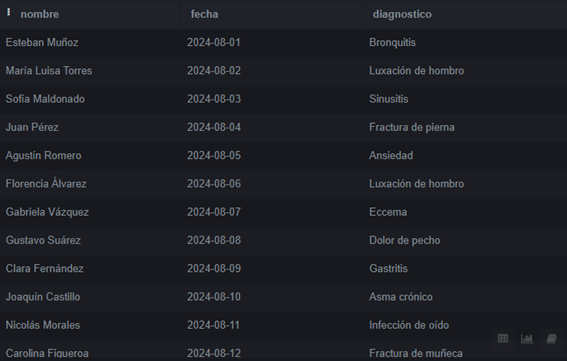 nombre fecha diagnostico
Esteban Muñoz 2024-08-01 Bronquitis
María Luisa Torres 2024-08-02 Luxación de hombro
Sofía Maldonado 2024-08-03 Sinusitis
Juan Pérez 2024-08-04 Fractura de pierna
Agustín Romero 2024-08-05 Ansiedad
Florencia Álvarez 2024-08-06 Luxación de hombro
Gabriela Vázquez 2024-08-07 Eccema
Gustavo Suárez 2024-08-08 Dolor de pecho
Clara Fernández 2024-08-09 Gastritis
Joaquín Castillo 2024-08-10 Asma crónico
Nicolás Morales 2024-08-11 Infección de oído
Carolina Figueroa 2024-08-12 Fractura de muñeca